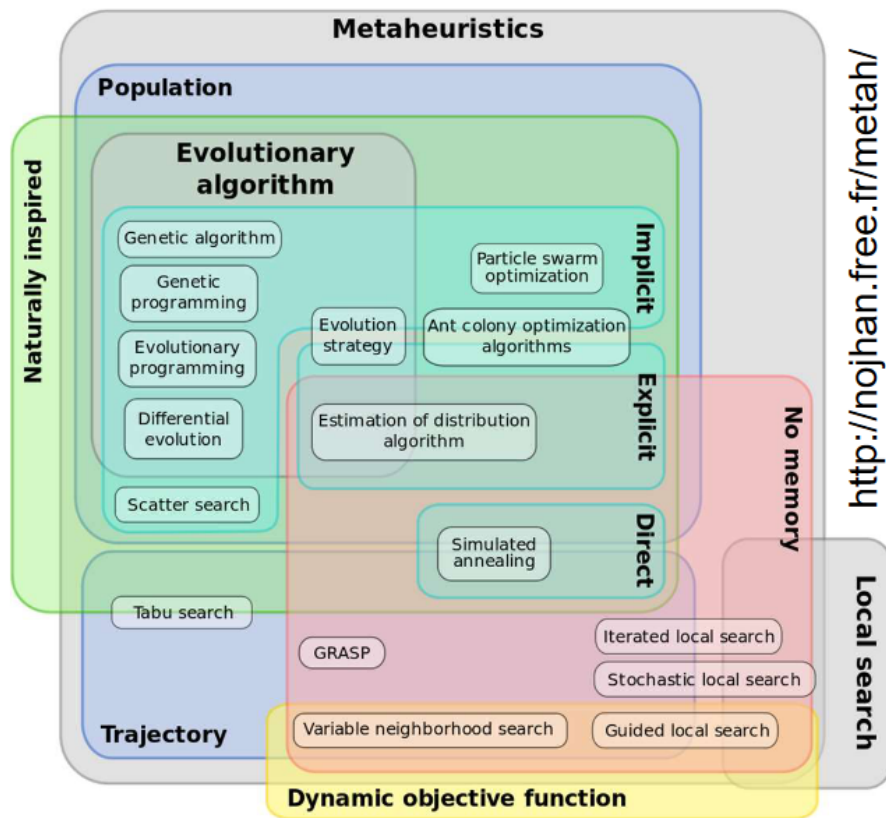 Metaheuristics
Population
Naturally inspired
Evolutionary
algorithm
Implicit
Genetic algorithm
Particle swarm
optimization
Genetic
programming
Evolution
strategy
Ant colony optimization
algorithms
Evolutionary
programming
Explicit
No memory
Differential
evolution
Estimation of distribution
algorithm
Scatter search
Direct
Simulated
annealing
Local search
Tabu search
Iterated local search
GRASP
Stochastic local search
Trajectory
Variable neighborhood search
Guided local search
Dynamic objective function
http://nojhan.free.fr/metah/